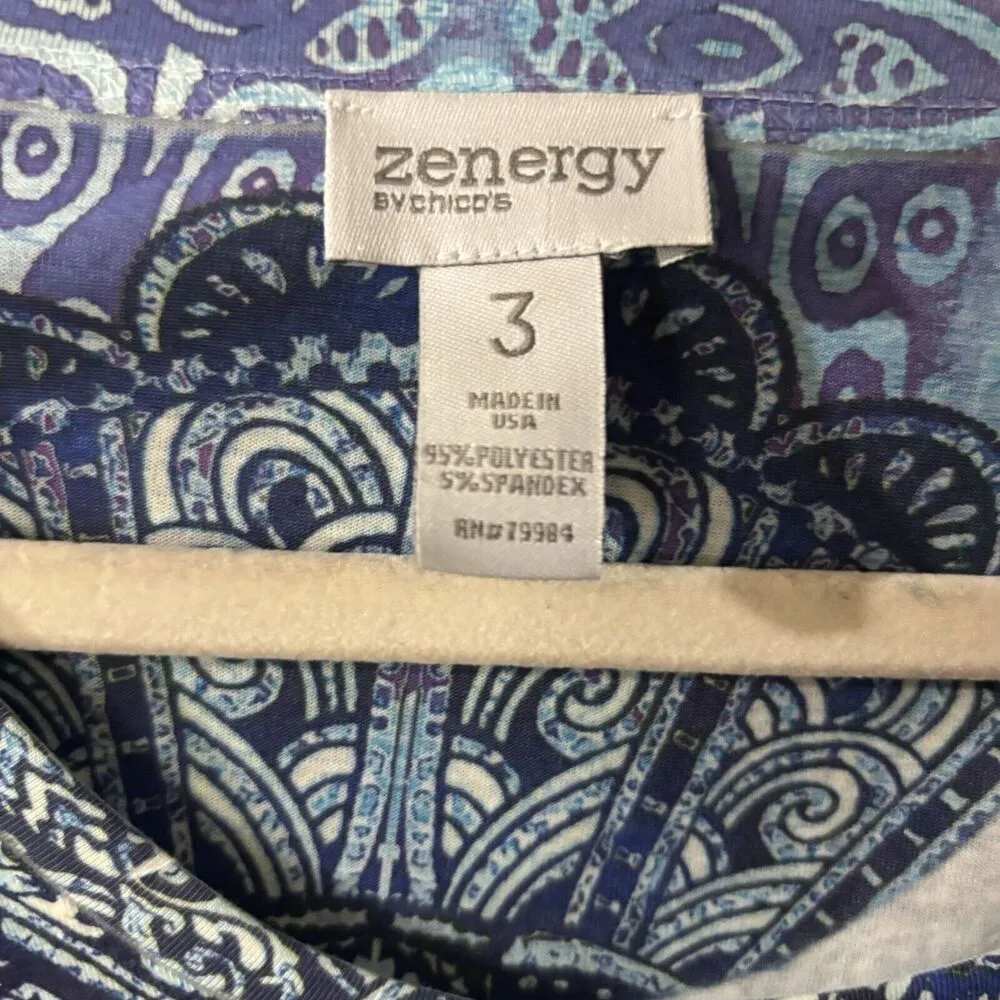 zenergy
BY chico's
3
MADE IN
USA
95% POLYESTER
5% SPANDEX
RN# 79984